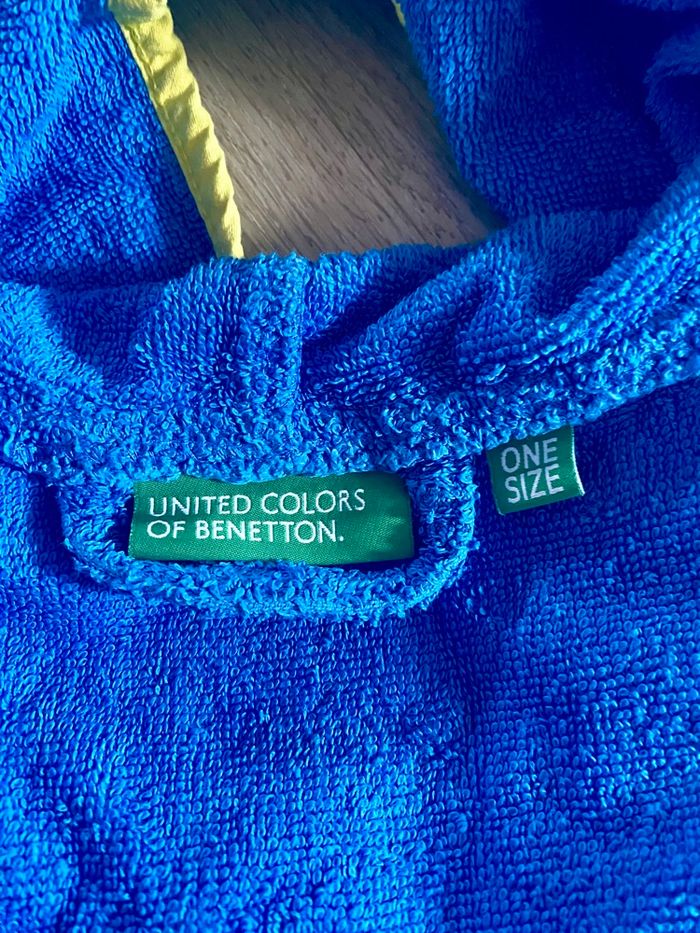 UNITED COLORS
OF BENETTON.
ONE
SIZE